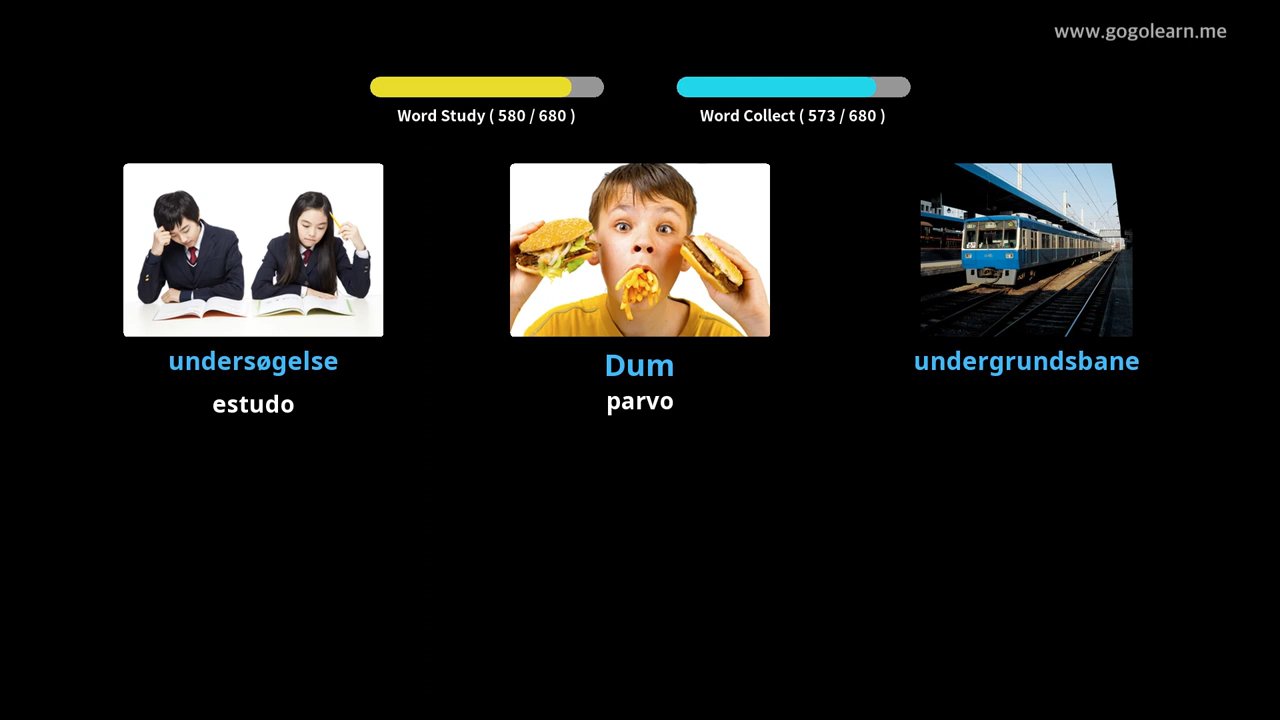 www.gogolearn.me
Word Study ( 580 / 680 )
Word Collect ( 573 / 680 )
undersøgelse
estudo
Dum
parvo
undergrundsbane